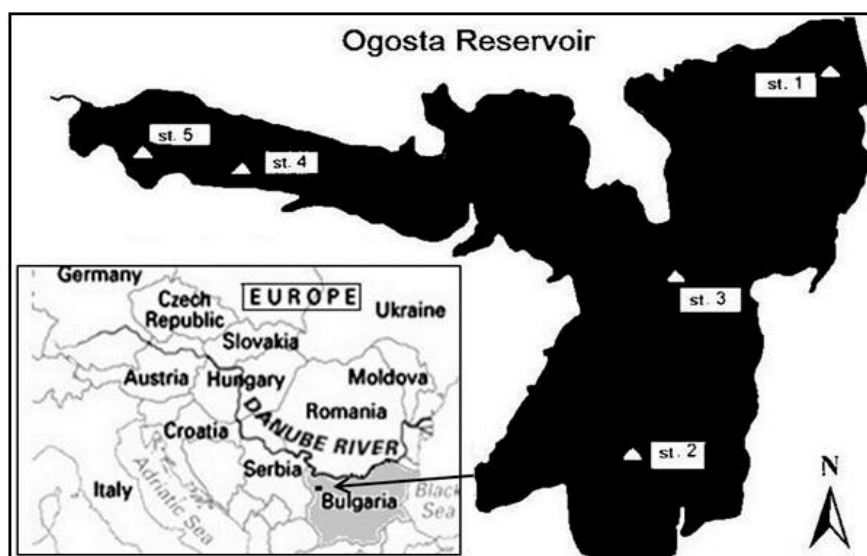 Ogosta Reservoir
st. 1
st. 5
st. 4
st. 3
st. 2
N
EUROPE
Germany
Czech
Republic
Ukraine
Slovakia
Austria
Hungary
Moldova
Romania
DANUBE RIVER
Croatia
Serbia
Italy
Adriatic Sea
Bulgaria
Black
Sea